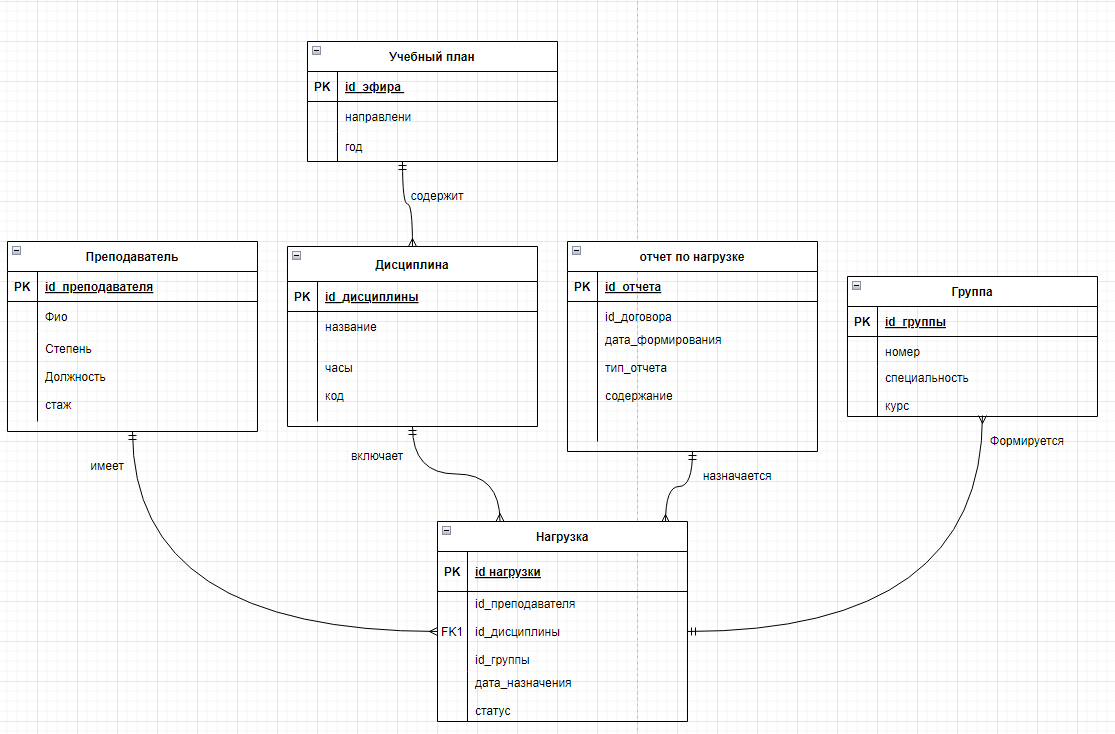 Учебный план
PK id_эфира
направлени
год
содержит
Преподаватель
PK id_преподавателя
Фио
Степень
Должность
стаж
Дисциплина
PK id_дисциплины
название
часы
код
отчет по нагрузке
PK id_отчета
id_договора
дата_формирования
тип_отчета
содержание
Группа
PK id_группы
номер
специальность
курс
имеет
включает
назначается
Формируется
Нагрузка
PK id нагрузки
id_преподавателя
FK1 id_дисциплины
id_группы
дата_назначения
статус